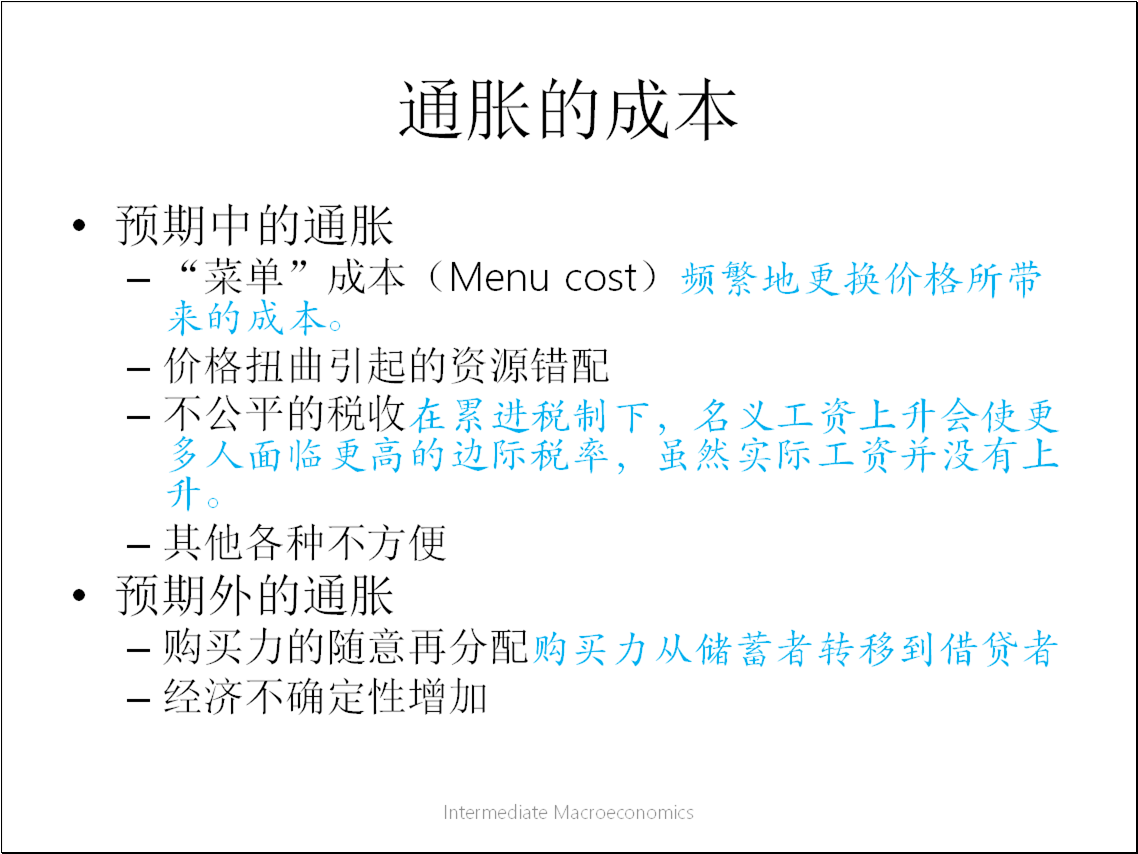 通胀的成本
• 预期中的通胀
– “菜单”成本（Menu cost）频繁地更换价格所带
来的成本。
– 价格扭曲引起的资源错配
– 不公平的税收在累进税制下，名义工资上升会使更
多人面临更高的边际税率，虽然实际工资并没有上
升。
– 其他各种不方便
• 预期外的通胀
– 购买力的随意再分配购买力从储蓄者转移到借贷者
– 经济不确定性增加
Intermediate Macroeconomics